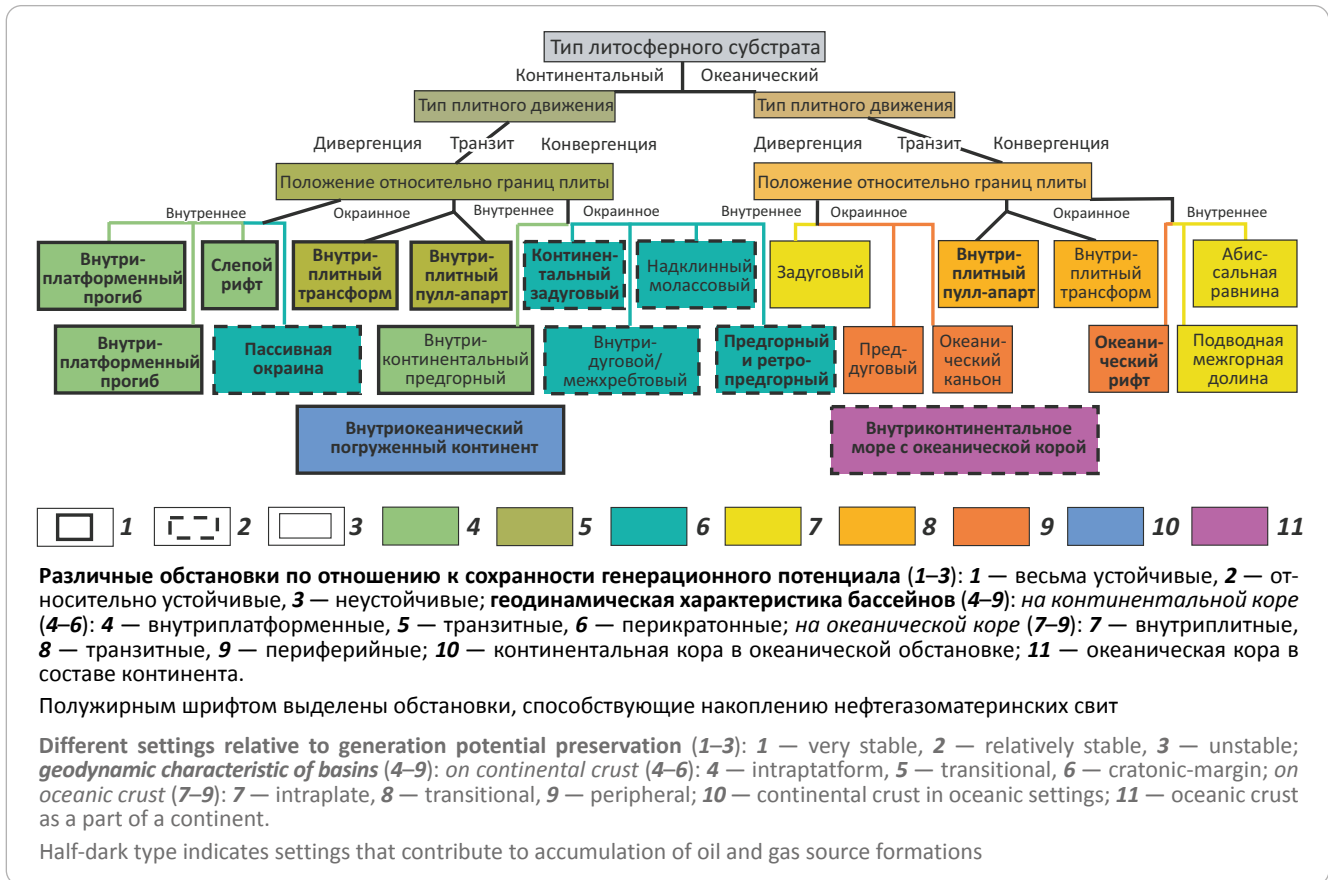 Тип литосферного субстрата
Континентальный Океанический
Тип плитного движения Тип плитного движения
Дивергенция Транзит Конвергенция Дивергенция Транзит Конвергенция
Положение относительно границ плиты Положение относительно границ плиты
Внутреннее Окраинное Внутреннее Окраинное Внутреннее Окраинное Внутреннее
Внутри-
платформенный
прогиб
Слепой
рифт
Внутри-
плитный
трансформ
Внутри-
плитный
пулл-апарт
Континен-
тальный
задуговый
Надклинный
молассовый
Задуговый
Внутри-
плитный
пулл-апарт
Внутри-
плитный
трансформ
Абис-
сальная
равнина
Внутри-
платформенный
прогиб
Пассивная
окраина
Внутри-
континентальный
предгорный
Внутри-
дуговой/
межхребтовый
Предгорный
и ретро-
предгорный
Пред-
дуговый
Океани-
ческий
каньон
Океани-
ческий
рифт
Подводная
межгорная
долина
Внутриокеанический
погруженный континент
Внутриконтинентальное
море с океанической корой
1 2 3 4 5 6 7 8 9 10 11
Различные обстановки по отношению к сохранности генерационного потенциала (1–3): 1 — весьма устойчивые, 2 — от-
носительно устойчивые, 3 — неустойчивые; геодинамическая характеристика бассейнов (4–9): на континентальной коре
(4–6): 4 — внутриплатформенные, 5 — транзитные, 6 — перикратонные; на океанической коре (7–9): 7 — внутриплитные,
8 — транзитные, 9 — периферийные; 10 — континентальная кора в океанической обстановке; 11 — океаническая кора в
составе континента.
Полужирным шрифтом выделены обстановки, способствующие накоплению нефтегазоматеринских свит
Different settings relative to generation potential preservation (1–3): 1 — very stable, 2 — relatively stable, 3 — unstable;
geodynamic characteristic of basins (4–9): on continental crust (4–6): 4 — intraptatform, 5 — transitional, 6 — cratonic-margin; on
oceanic crust (7–9): 7 — intraplate, 8 — transitional, 9 — peripheral; 10 — continental crust in oceanic settings; 11 — oceanic crust
as a part of a continent.
Half-dark type indicates settings that contribute to accumulation of oil and gas source formations